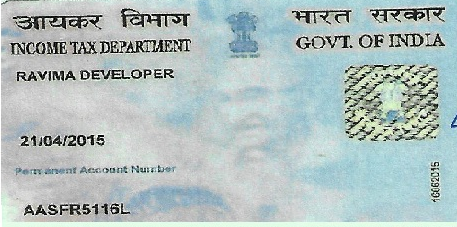 आयकर विभाग
INCOME TAX DEPARTMENT
भारत सरकार
GOVT. OF INDIA
RAVIMA DEVELOPER
21/04/2015
Permanent Account Number
AASFR5116L
16062015